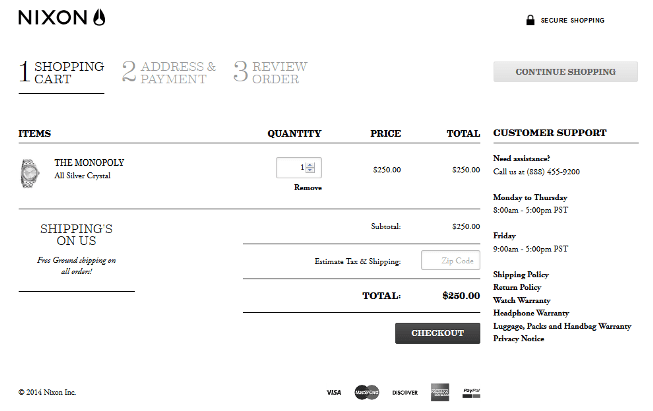 NIXON
SECURE SHOPPING
1 SHOPPING CART
2 ADDRESS & PAYMENT
3 REVIEW ORDER
CONTINUE SHOPPING
ITEMS QUANTITY PRICE TOTAL
THE MONOPOLY
All Silver Crystal
1 $250.00 $250.00
Remove
SHIPPING'S
ON US
Free Ground shipping on
all orders!
Subtotal: $250.00
Estimate Tax & Shipping: Zip Code
TOTAL: $250.00
CHECKOUT
CUSTOMER SUPPORT
Need assistance?
Call us at (888) 455-9200
Monday to Thursday
8:00am - 5:00pm PST
Friday
9:00am - 5:00pm PST
Shipping Policy
Return Policy
Watch Warranty
Headphone Warranty
Luggage, Packs and Handbag Warranty
Privacy Notice
© 2014 Nixon Inc.
VISA MasterCard DISCOVER PayPal